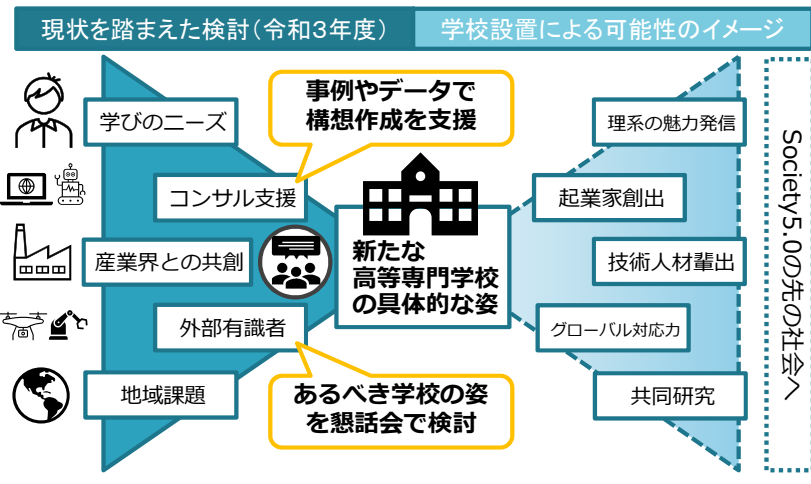 現状を踏まえた検討（令和３年度）
学校設置による可能性のイメージ
事例やデータで
構想作成を支援
学びのニーズ
コンサル支援
産業界との共創
外部有識者
地域課題
あるべき学校の姿
を懇話会で検討
新たな
高等専門学校
の具体的な姿
理系の魅力発信
起業家創出
技術人材輩出
グローバル対応力
共同研究
Society5.0の先の社会へ